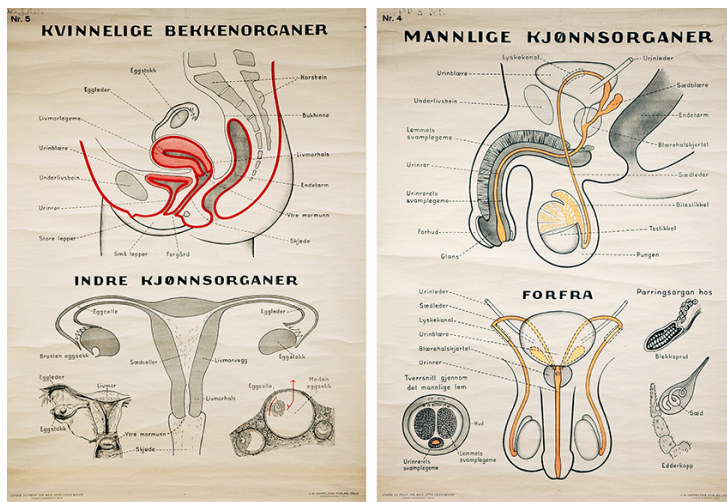 Nr. 5
KVINNELIGE BEKKENORGANER
Eggstokk
Eggleder
Livmorlegeme
Urinblære
Underlivsbein
Urinrør
Store lepper
Små lepper
Forgård
Korsbein
Bukhinne
Livmorhals
Endetarm
Ytre mormunn
Skjede
INDRE KJØNNSORGANER
Eggcelle
Eggleder
Brusten eggsekk
Sædceller
Livmorvegg
Eggstokk
Livmorhals
Eggleder
Livmor
Eggstokk
Ytre mormunn
Skjede
Eggcelle
Moden
eggsekk
Nr. 4
MANNLIGE KJØNNSORGANER
Lyskekanal
Urinleder
Urinblære
Underlivsbein
Lemmets
svamplegeme
Urinrør
Urinrørets
svamplegeme
Forhud
Glans
Sædblære
Endetarm
Blærehalskjertel
Sædleder
Bitestikkel
Testikkel
Pungen
FORFRA
Urinleder
Sædleder
Lyskekanal
Urinblære
Blærehalskjertel
Urinrør
Tverrsnitt gjennom
det mannlige lem
Hud
Urinrørets
svamplegeme
Lemmets
svamplegeme
Parringsorgan hos
Blekksprut
Sæd
Edderkopp